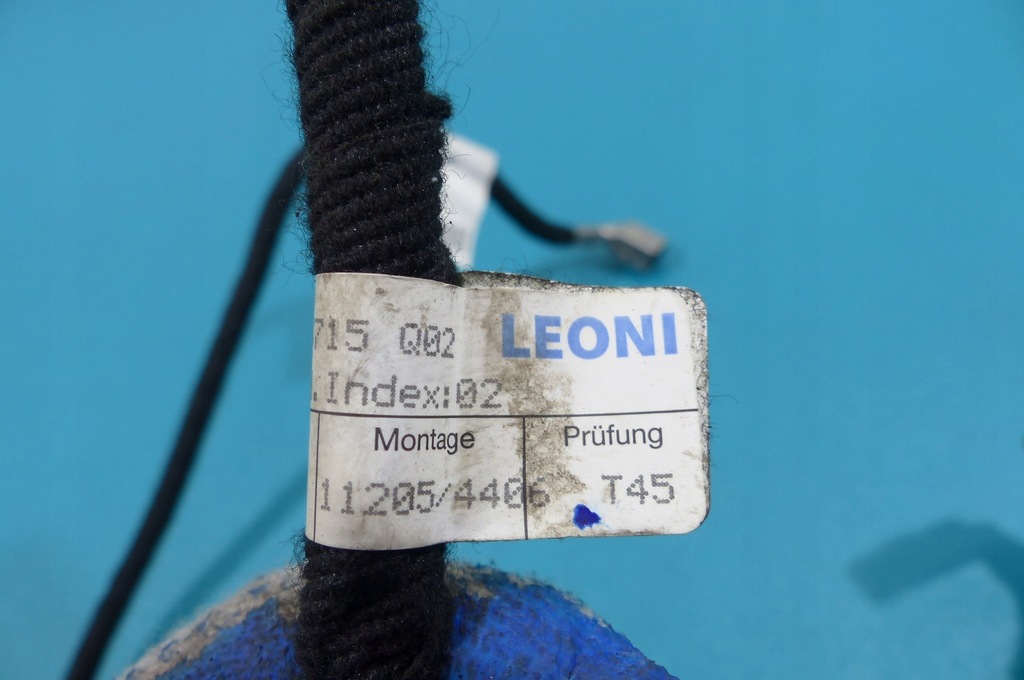 715 Q02 LEONI
.Index:02
Montage Prüfung
11205/4406 T45